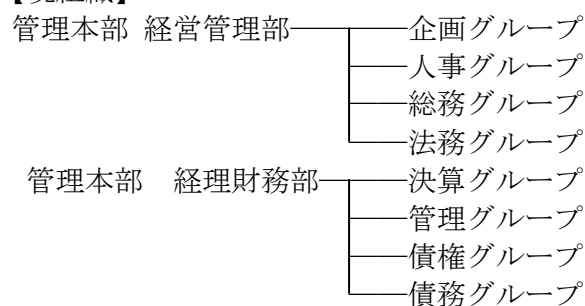 管理本部 経営管理部 企画グループ
人事グループ
総務グループ
法務グループ
管理本部 経理財務部 決算グループ
管理グループ
債権グループ
債務グループ